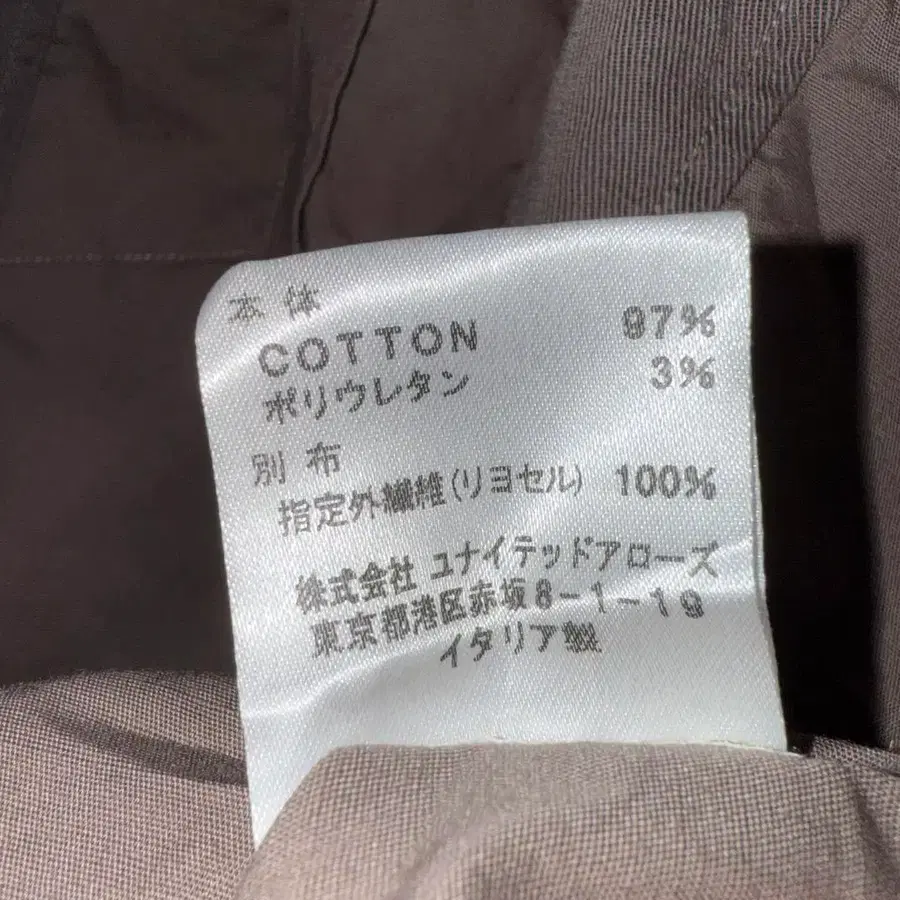 本体
COTTON 97%
ポリウレタン 3%
別布
指定外繊維(リヨセル) 100%
株式会社 ユナイテッドアローズ
東京都港区赤坂8-1-19
イタリア製